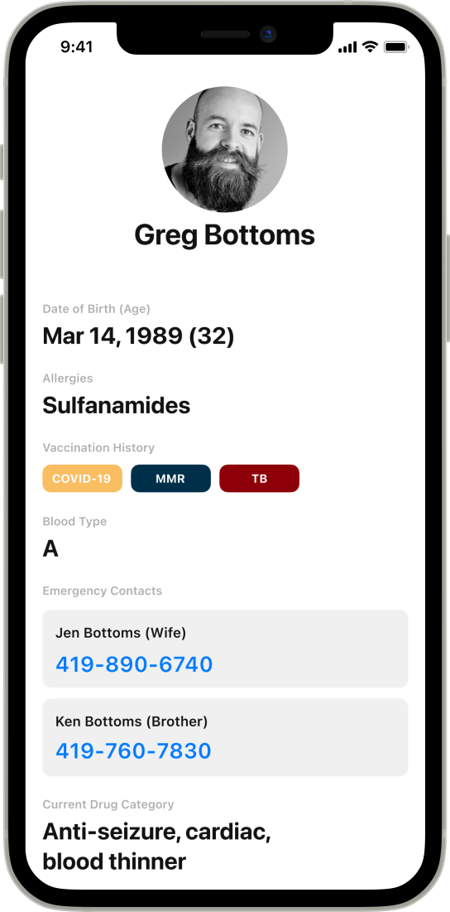 9:41
Greg Bottoms
Date of Birth (Age)
Mar 14, 1989 (32)
Allergies
Sulfanamides
Vaccination History
COVID-19 MMR TB
Blood Type
A
Emergency Contacts
Jen Bottoms (Wife)
419-890-6740
Ken Bottoms (Brother)
419-760-7830
Current Drug Category
Anti-seizure, cardiac,
blood thinner